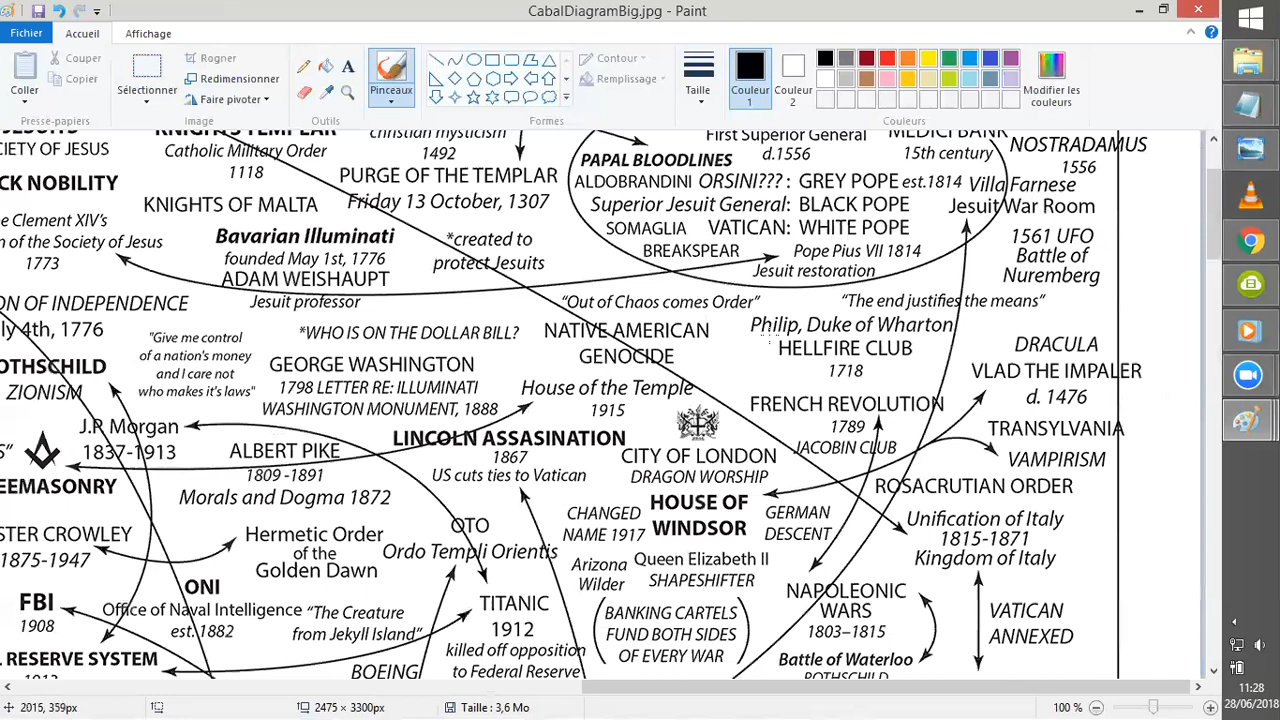 CabalDiagramBig.jpg - Paint
Fichier
Accueil
Affichage
Coller
Couper
Copier
Presse-papiers
Sélectionner
Rogner
Redimensionner
Faire pivoter
Image
A
Outils
Pinceaux
Contour
Remplissage
Formes
Taille
Couleur
1
Couleur
2
Modifier les
couleurs
Couleurs
CIETY OF JESUS
KNIGHTS TEMPLAR
Catholic Military Order
1118
christian mysticism
1492
First Superior General
d.1556
MEDICI BANK
15th century
NOSTRADAMUS
1556
CK NOBILITY
KNIGHTS OF MALTA
PURGE OF THE TEMPLAR
Friday 13 October, 1307
PAPAL BLOODLINES
ALDOBRANDINI ORSINI??? : GREY POPE est.1814
Superior Jesuit General: BLACK POPE
SOMAGLIA VATICAN: WHITE POPE
BREAKSPEAR
Pope Pius VII 1814
Jesuit restoration
Villa Farnese
Jesuit War Room
1561 UFO
Battle of
Nuremberg
pe Clement XIV's
n of the Society of Jesus
1773
Bavarian Illuminati
founded May 1st, 1776
ADAM WEISHAUPT
Jesuit professor
*created to
protect Jesuits
ON OF INDEPENDENCE
ly 4th, 1776
"Out of Chaos comes Order"
"The end justifies the means"
"Give me control
of a nation's money
and I care not
who makes it's laws"
*WHO IS ON THE DOLLAR BILL?
GEORGE WASHINGTON
1798 LETTER RE: ILLUMINATI
WASHINGTON MONUMENT, 1888
NATIVE AMERICAN
GENOCIDE
House of the Temple
1915
Philip, Duke of Wharton
HELLFIRE CLUB
1718
DRACULA
VLAD THE IMPALER
d. 1476
OTHSCHILD
ZIONISM
J.P. Morgan
1837-1913
ALBERT PIKE
1809 -1891
Morals and Dogma 1872
LINCOLN ASSASINATION
1867
US cuts ties to Vatican
CITY OF LONDON
DRAGON WORSHIP
FRENCH REVOLUTION
1789
JACOBIN CLUB
TRANSYLVANIA
VAMPIRISM
S"
EEMASONRY
ROSACRUTIAN ORDER
HOUSE OF
WINDSOR
CHANGED
NAME 1917
GERMAN
DESCENT
Unification of Italy
1815-1871
Kingdom of Italy
STER CROWLEY
1875-1947
Hermetic Order
of the
Golden Dawn
OTO
Ordo Templi Orientis
Arizona
Wilder
Queen Elizabeth II
SHAPESHIFTER
ONI
Office of Naval Intelligence
est.1882
"The Creature
from Jekyll Island"
TITANIC
1912
killed off opposition
to Federal Reserve
(BANKING CARTELS
FUND BOTH SIDES
OF EVERY WAR)
NAPOLEONIC
WARS
1803–1815
Battle of Waterloo
ROTHSCHILD
VATICAN
ANNEXED
FBI
1908
L RESERVE SYSTEM
BOEING
2015, 359px
2475 × 3300px
Taille : 3,6 Mo
100 %
11:28
28/06/2018